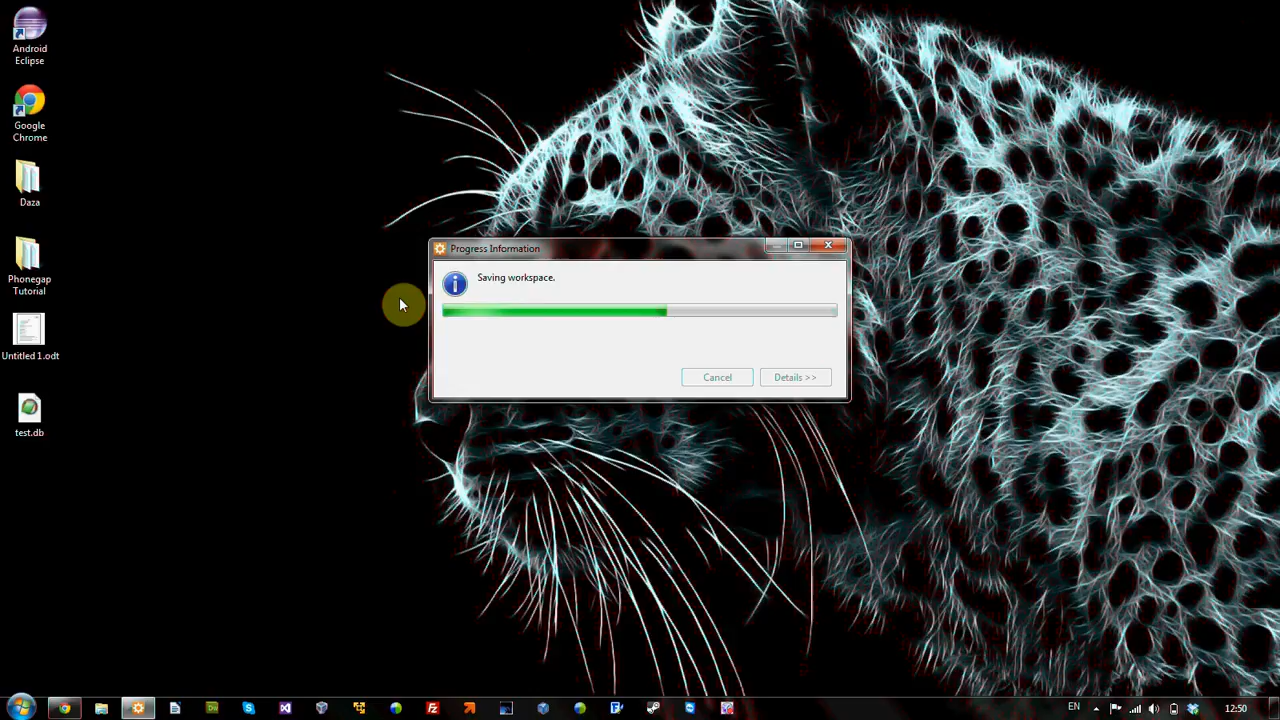 Android
Eclipse
Google
Chrome
Daza
Phonegap
Tutorial
Untitled 1.odt
test.db
Progress Information
Saving workspace.
Cancel
Details >>
Dw
EN
12:50